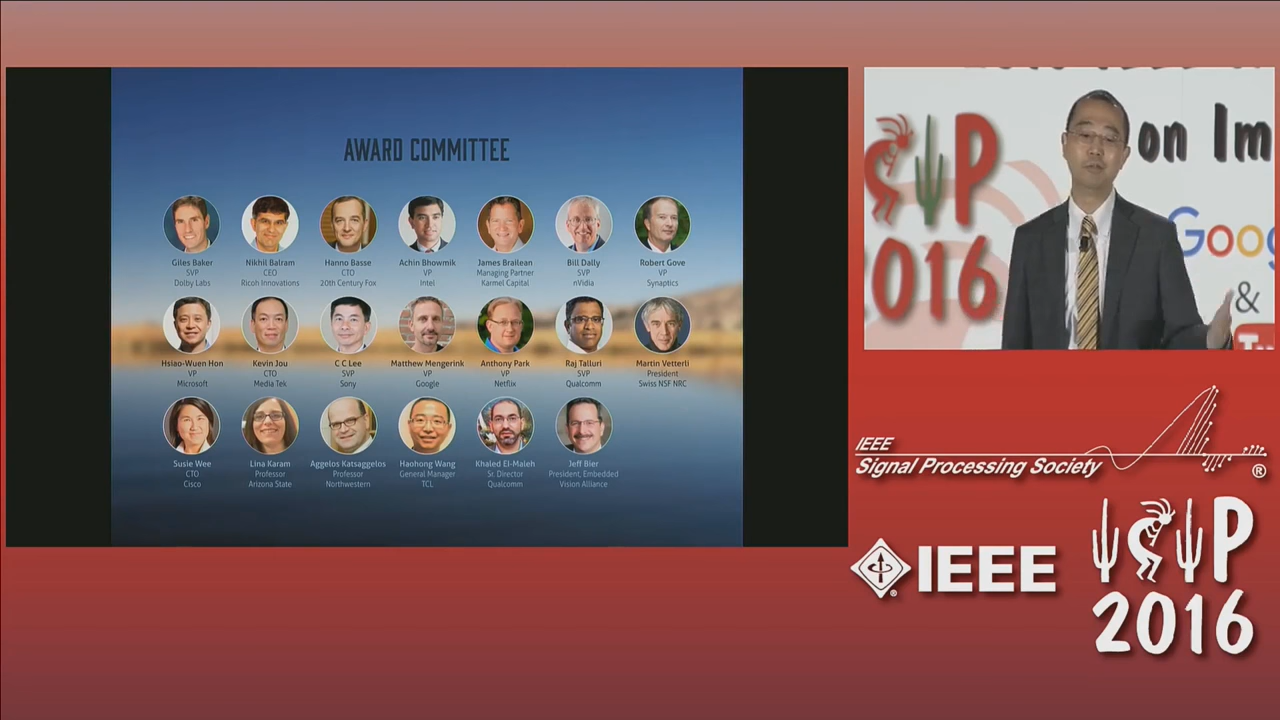 AWARD COMMITTEE
Giles Baker
SVP
Dolby Labs
Nikhil Balram
CEO
Ricoh Innovations
Hanno Basse
CTO
20th Century Fox
Achin Bhowmik
VP
Intel
James Brailean
Managing Partner
Karmel Capital
Bill Dally
SVP
nVidia
Robert Gove
VP
Synaptics
Hsiao-Wuen Hon
VP
Microsoft
Kevin Jou
CTO
Media Tek
C C Lee
SVP
Sony
Matthew Mengerink
VP
Google
Anthony Park
VP
Netflix
Raj Talluri
SVP
Qualcomm
Martin Vetterli
President
Swiss NSF NRC
Susie Wee
CTO
Cisco
Lina Karam
Professor
Arizona State
Aggelos Katsaggelos
Professor
Northwestern
Haohong Wang
General Manager
TCL
Khaled El-Maleh
Sr. Director
Qualcomm
Jeff Bier
President, Embedded
Vision Alliance
on Im
CIP
2016
Goog
&
IEEE
Signal Processing Society
®
IEEE
®
ICIP
2016